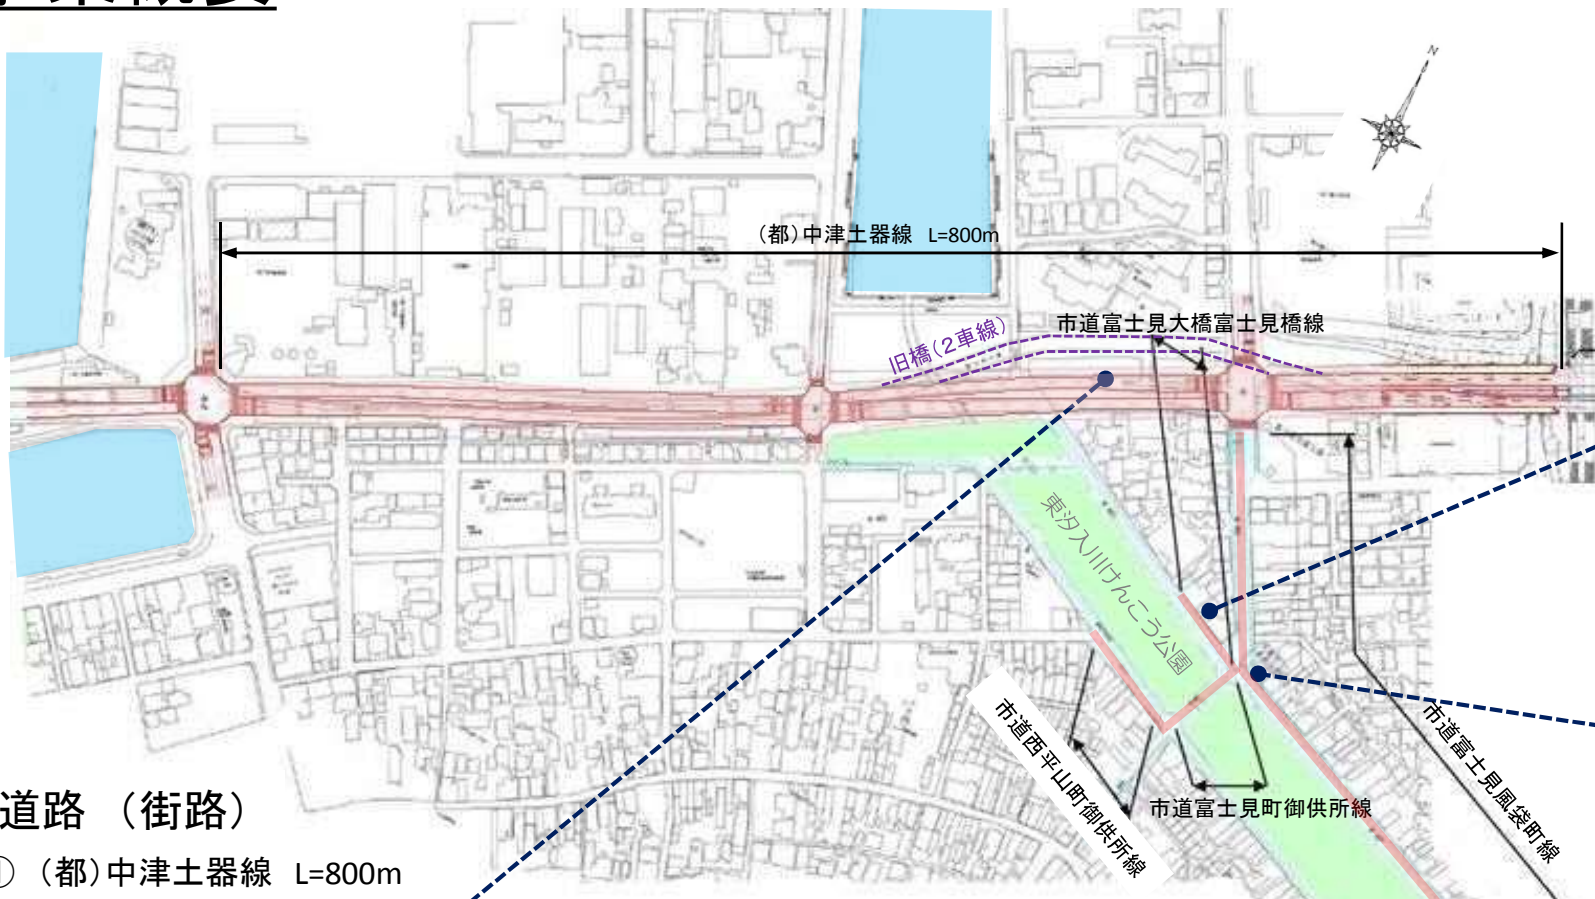 業概要
N
(都)中津土器線 L=800m
旧橋(2車線)
市道富士見大橋富士見橋線
東汐入川けんこう公園
市道西平山町御供所線
市道富士見町御供所線
市道富士見風袋町線
道路 (街路)
① (都)中津土器線 L=800m